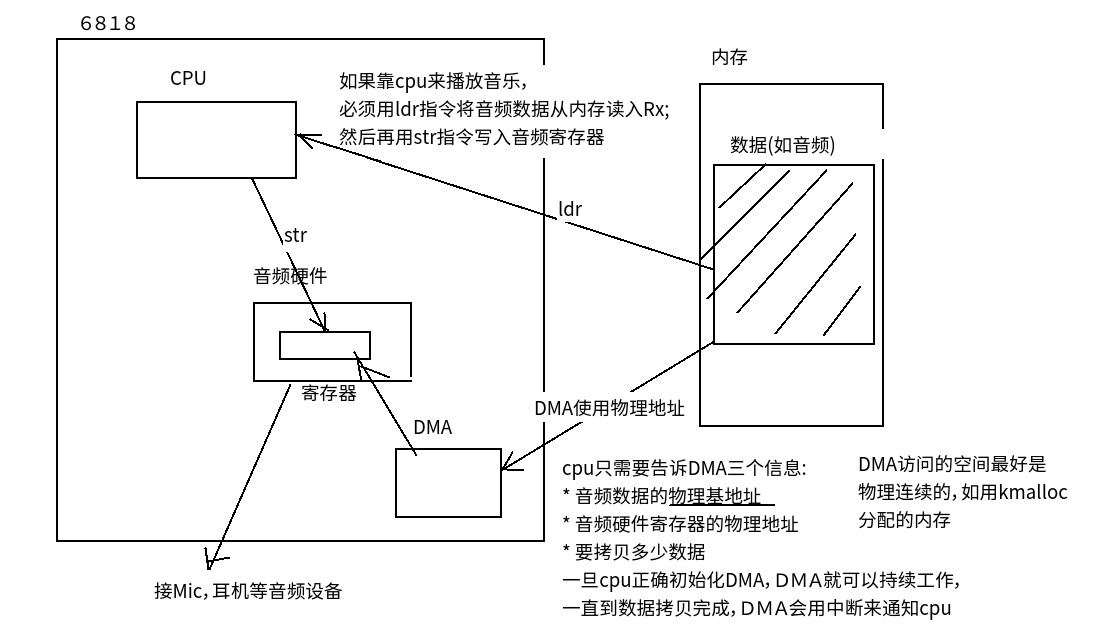 ６８１８
CPU
如果靠cpu来播放音乐，
必须用ldr指令将音频数据从内存读入Rx;
然后再用str指令写入音频寄存器
内存
数据(如音频)
ldr
str
音频硬件
寄存器
DMA
DMA使用物理地址
cpu只需要告诉DMA三个信息:
* 音频数据的物理基地址
* 音频硬件寄存器的物理地址
* 要拷贝多少数据
一旦cpu正确初始化DMA，ＤＭＡ就可以持续工作，
一直到数据拷贝完成，ＤＭＡ会用中断来通知cpu
DMA访问的空间最好是
物理连续的，如用kmalloc
分配的内存
接Mic，耳机等音频设备